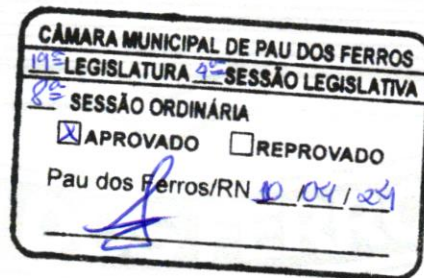 CÂMARA MUNICIPAL DE PAU DOS FERROS
19ª LEGISLATURA 4ª SESSÃO LEGISLATIVA
8ª SESSÃO ORDINÁRIA
☒ APROVADO ☐ REPROVADO
Pau dos Ferros/RN 10 / 04 / 24